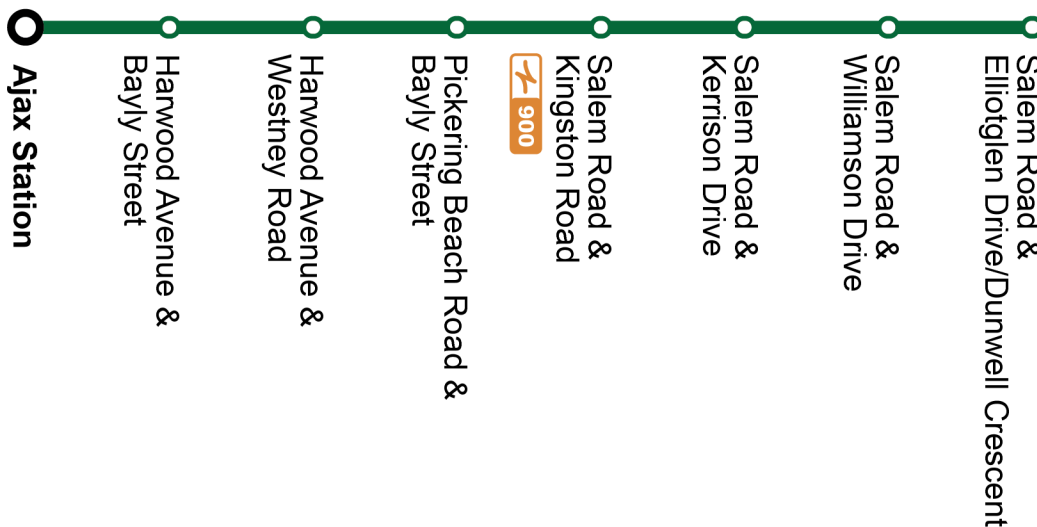 Ajax Station
Harwood Avenue &
Bayly Street
Harwood Avenue &
Westney Road
Pickering Beach Road &
Bayly Street
Salem Road &
Kingston Road
900
Salem Road &
Kerrison Drive
Salem Road &
Williamson Drive
Salem Road &
Elliotglen Drive/Dunwell Crescent